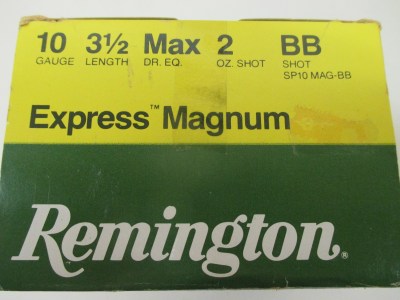 10 3½ Max 2 BB
GAUGE LENGTH DR. EQ. OZ. SHOT SHOT
SP10 MAG-BB
Express™ Magnum
Remington®